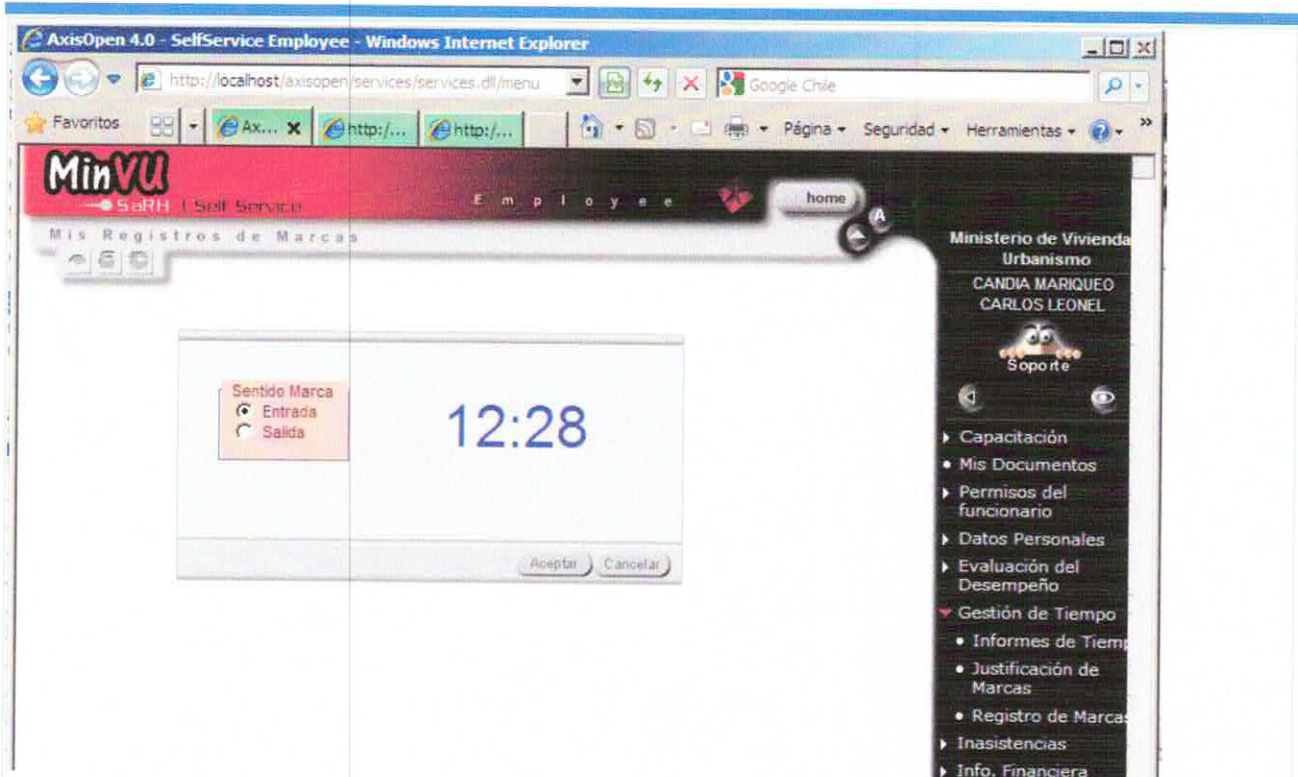 AxisOpen 4.0 - SelfService Employee - Windows Internet Explorer
http://localhost/axisopen/services/services.dll/menu
Google Chile
Favoritos
Ax...
http:/...
http:/...
Página
Seguridad
Herramientas
»
MinVU
SaRH | Self Service
Employee
home
A
Mis Registros de Marcas
Ministerio de Vivienda
Urbanismo
CANDIA MARIQUEO
CARLOS LEONEL
Soporte
Sentido Marca
Entrada
Salida
12:28
Aceptar
Cancelar
Capacitación
Mis Documentos
Permisos del
funcionario
Datos Personales
Evaluación del
Desempeño
Gestión de Tiempo
Informes de Tiemp
Justificación de
Marcas
Registro de Marcas
Inasistencias
Info. Financiera